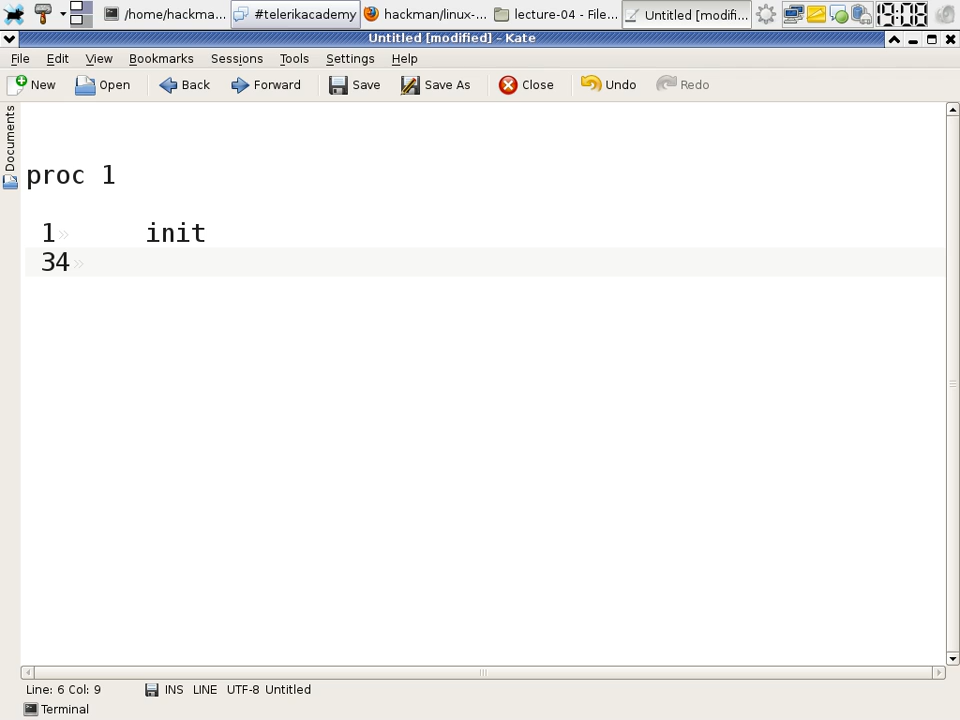 /home/hackma... #telerikacademy hackman/linux-... lecture-04 - File... Untitled [modifi... 19:08
Untitled [modified] - Kate
File Edit View Bookmarks Sessions Tools Settings Help
New Open Back Forward Save Save As Close Undo Redo
Documents
proc 1
1» init
34»
Line: 6 Col: 9 INS LINE UTF-8 Untitled
Terminal